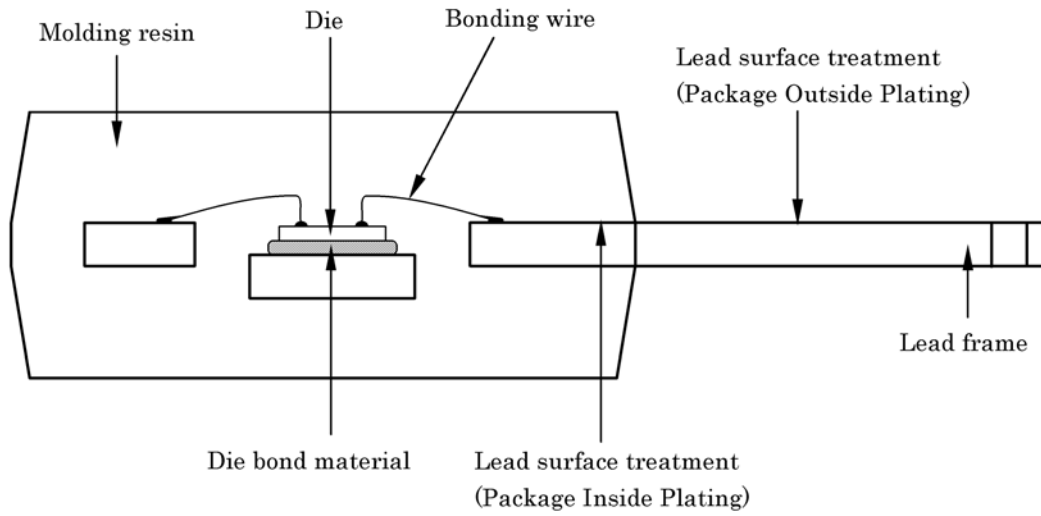 Die
Bonding wire
Molding resin
Lead surface treatment
(Package Outside Plating)
Lead frame
Die bond material
Lead surface treatment
(Package Inside Plating)